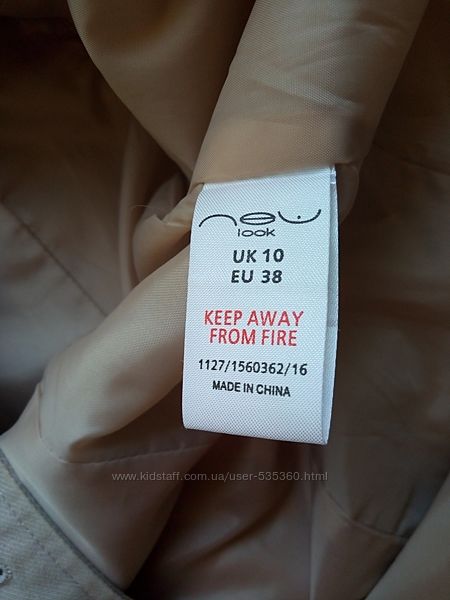 new
look
UK 10
EU 38
KEEP AWAY
FROM FIRE
1127/1560362/16
MADE IN CHINA
www.kidstaff.com.ua/user-535360.html